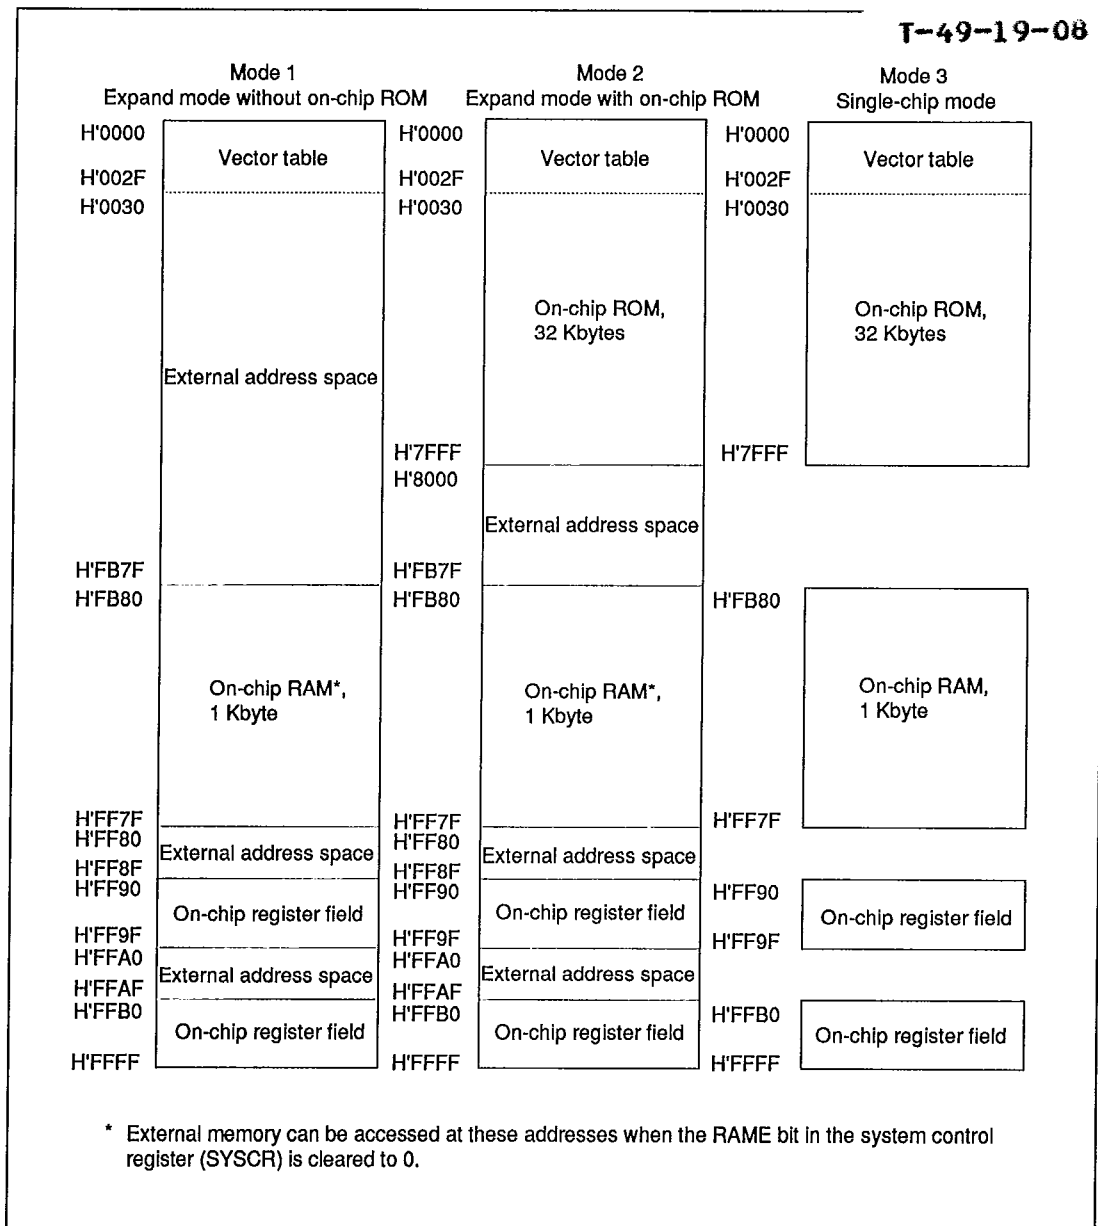 T-49-19-08
Mode 1
Expand mode without on-chip ROM
H'0000
Vector table
H'002F
H'0030
External address space
H'FB7F
H'FB80
On-chip RAM*,
1 Kbyte
H'FF7F
H'FF80
External address space
H'FF8F
H'FF90
On-chip register field
H'FF9F
H'FFA0
External address space
H'FFAF
H'FFB0
On-chip register field
H'FFFF
Mode 2
Expand mode with on-chip ROM
H'0000
Vector table
H'002F
H'0030
On-chip ROM,
32 Kbytes
H'7FFF
H'8000
External address space
H'FB7F
H'FB80
On-chip RAM*,
1 Kbyte
H'FF7F
H'FF80
External address space
H'FF8F
H'FF90
On-chip register field
H'FF9F
H'FFA0
External address space
H'FFAF
H'FFB0
On-chip register field
H'FFFF
Mode 3
Single-chip mode
H'0000
Vector table
H'002F
H'0030
On-chip ROM,
32 Kbytes
H'7FFF
H'FB80
On-chip RAM,
1 Kbyte
H'FF7F
H'FF90
On-chip register field
H'FF9F
H'FFB0
On-chip register field
H'FFFF
* External memory can be accessed at these addresses when the RAME bit in the system control
register (SYSCR) is cleared to 0.